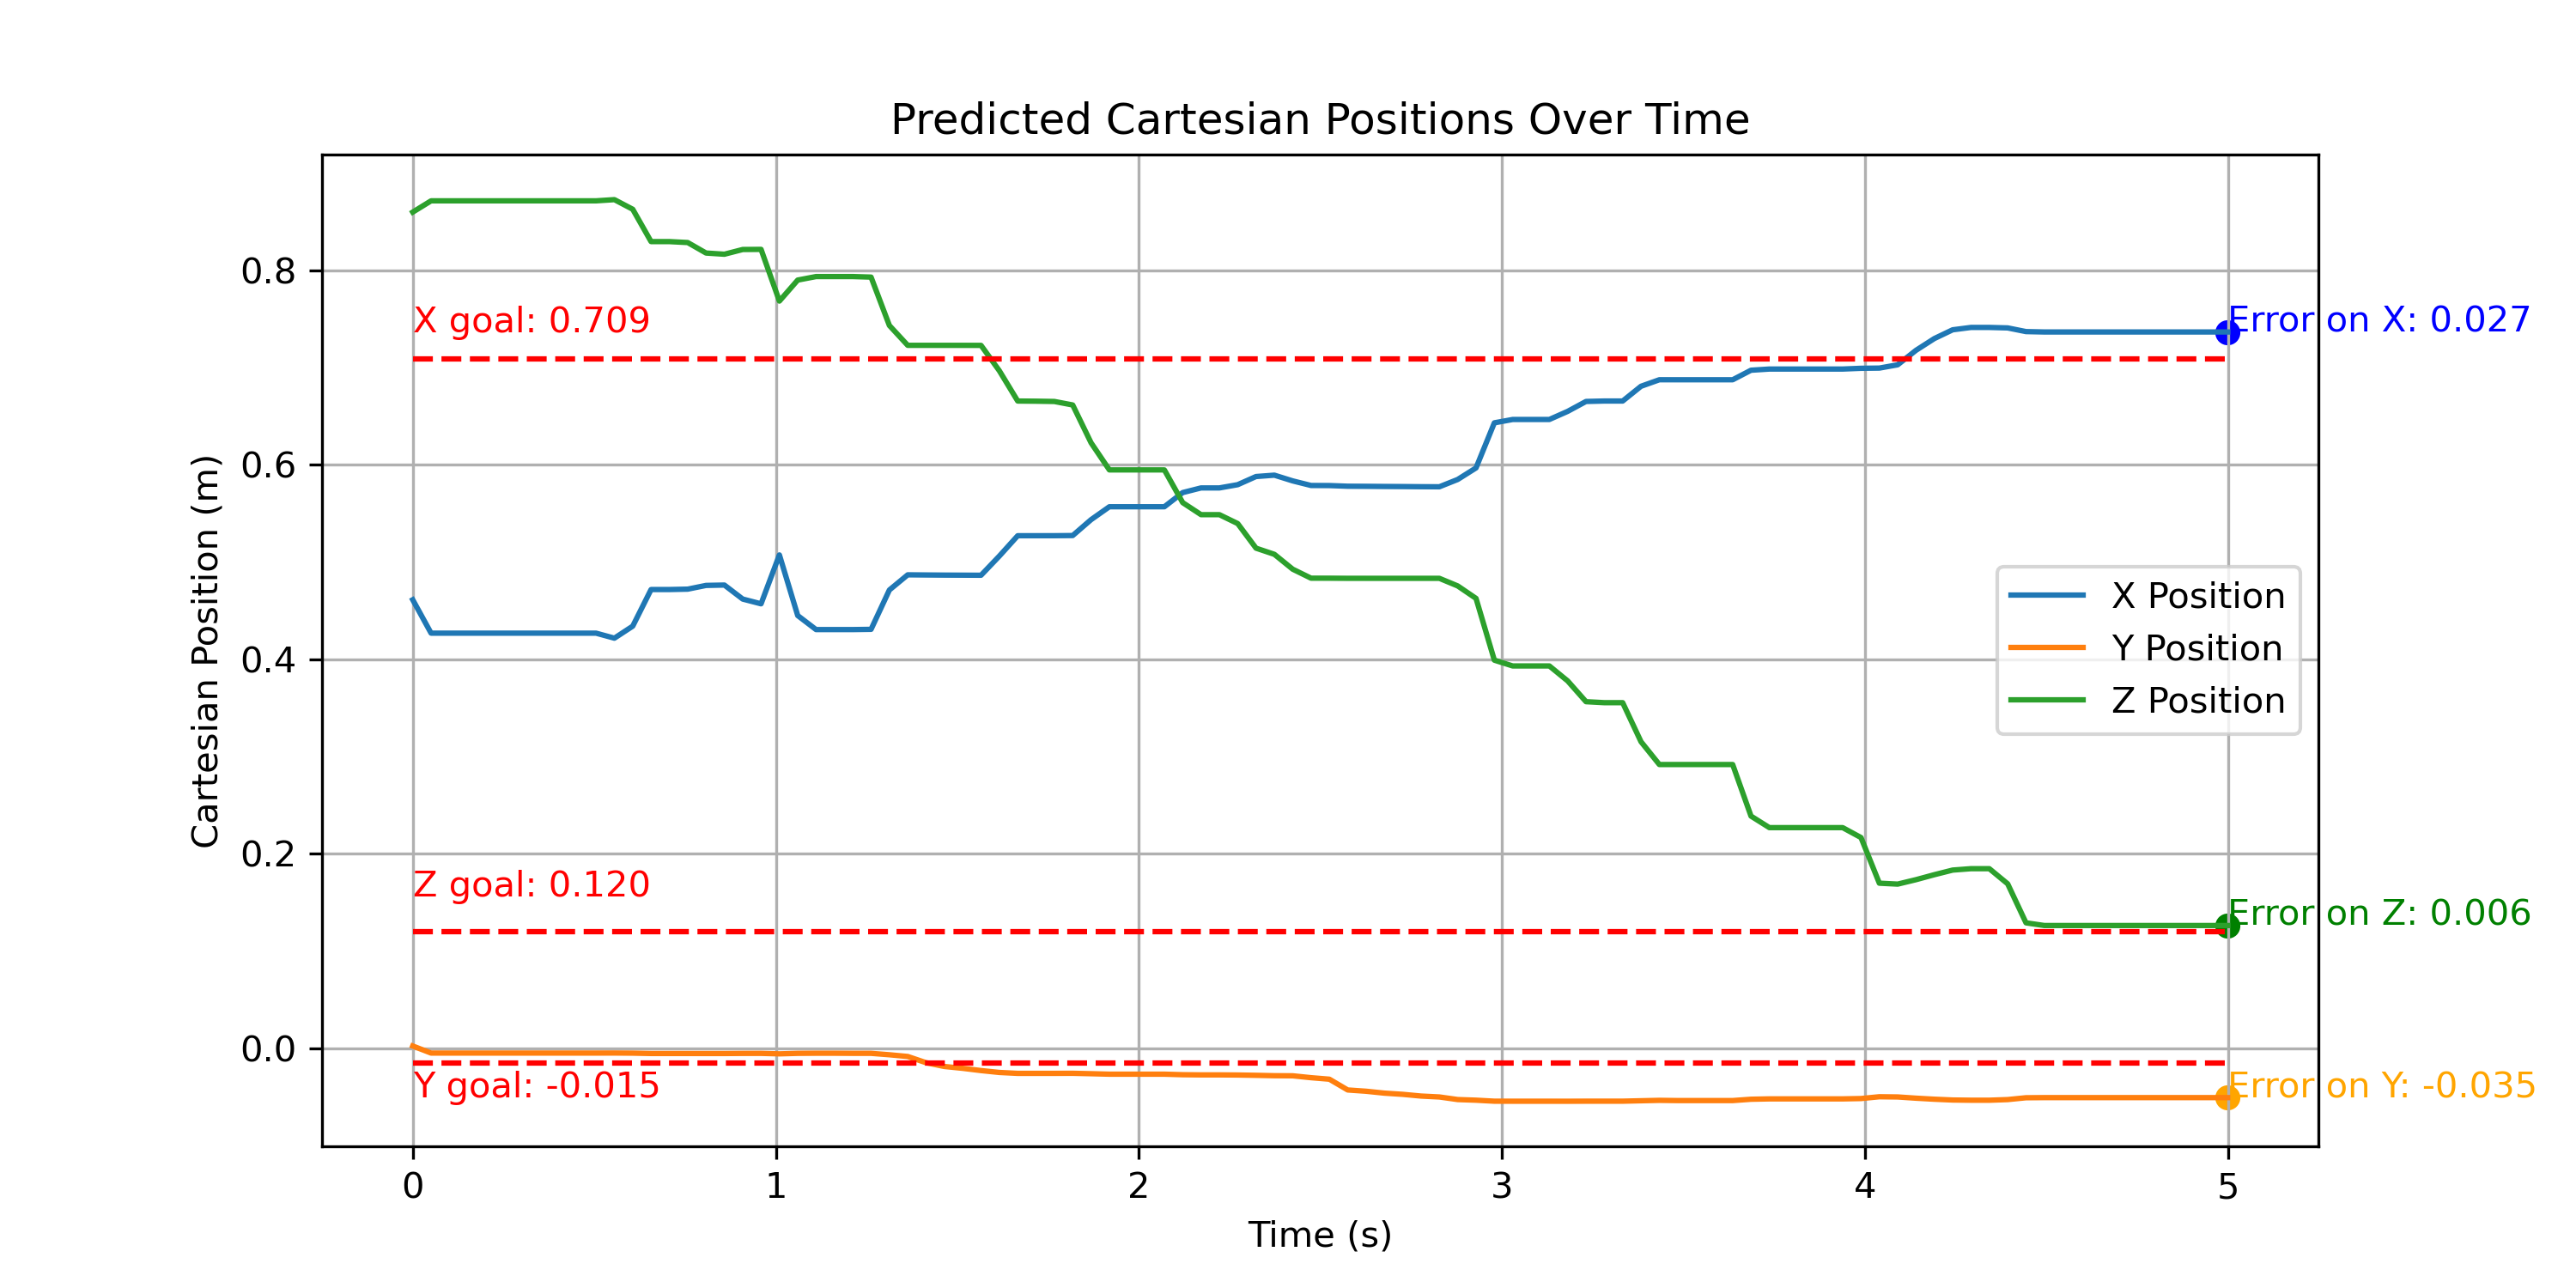 Predicted Cartesian Positions Over Time
Cartesian Position (m)
0.8
0.6
0.4
0.2
0.0
X goal: 0.709
Error on X: 0.027
X Position
Y Position
Z Position
Z goal: 0.120
Error on Z: 0.006
Y goal: -0.015
Error on Y: -0.035
0 1 2 3 4 5
Time (s)